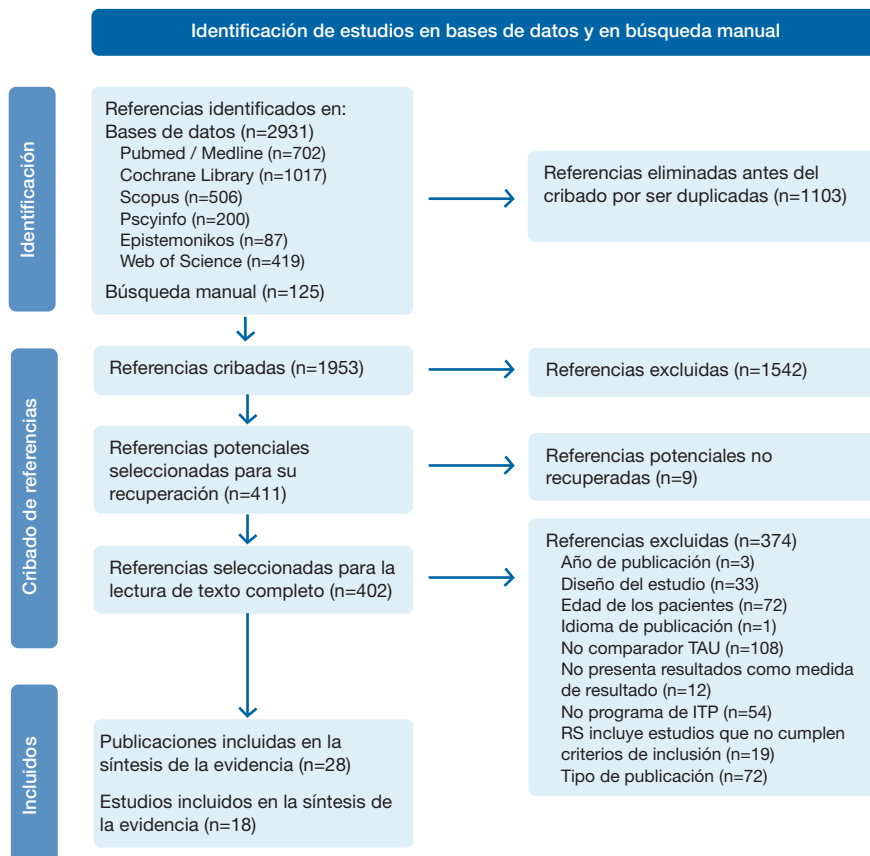 Identificación de estudios en bases de datos y en búsqueda manual
Identificación
Referencias identificados en:
Bases de datos (n=2931)
Pubmed / Medline (n=702)
Cochrane Library (n=1017)
Scopus (n=506)
Pscyinfo (n=200)
Epistemonikos (n=87)
Web of Science (n=419)
Búsqueda manual (n=125)
Referencias eliminadas antes del
cribado por ser duplicadas (n=1103)
Cribado de referencias
Referencias cribadas (n=1953)
Referencias excluidas (n=1542)
Referencias potenciales
seleccionadas para su
recuperación (n=411)
Referencias potenciales no
recuperadas (n=9)
Referencias seleccionadas para la
lectura de texto completo (n=402)
Referencias excluidas (n=374)
Año de publicación (n=3)
Diseño del estudio (n=33)
Edad de los pacientes (n=72)
Idioma de publicación (n=1)
No comparador TAU (n=108)
No presenta resultados como medida
de resultado (n=12)
No programa de ITP (n=54)
RS incluye estudios que no cumplen
criterios de inclusión (n=19)
Tipo de publicación (n=72)
Incluidos
Publicaciones incluidas en la
síntesis de la evidencia (n=28)
Estudios incluidos en la síntesis de
la evidencia (n=18)